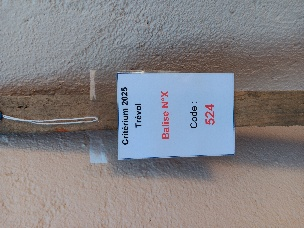 Critérium 2025
Trévol
Balise N°X
Code :
524